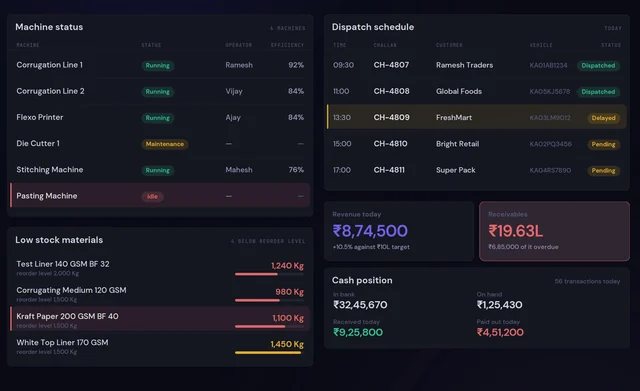 Machine status
6 MACHINES
MACHINE STATUS OPERATOR EFFICIENCY
Corrugation Line 1 Running Ramesh 92%
Corrugation Line 2 Running Vijay 84%
Flexo Printer Running Ajay 84%
Die Cutter 1 Maintenance — —
Stitching Machine Running Mahesh 76%
Pasting Machine Idle — —
Low stock materials
BELOW REORDER LEVEL
Test Liner 140 GSM BF 32 1,240 Kg
reorder level 2,000 Kg
Corrugating Medium 120 GSM 980 Kg
reorder level 1,500 Kg
Kraft Paper 200 GSM BF 40 1,100 Kg
reorder level 1,500 Kg
White Top Liner 170 GSM 1,450 Kg
reorder level 1,500 Kg
Dispatch schedule
TODAY
TIME CHALLAN CUSTOMER VEHICLE STATUS
09:30 CH-4807 Ramesh Traders KA01AB1234 Dispatched
11:00 CH-4808 Global Foods KA05KJ5678 Dispatched
13:30 CH-4809 FreshMart KA03LM9012 Delayed
15:00 CH-4810 Bright Retail KA02PQ3456 Pending
17:00 CH-4811 Super Pack KA04RS7890 Pending
Revenue today
₹8,74,500
+10.5% against ₹10L target
Receivables
₹19.63L
₹6,85,000 of it overdue
Cash position
56 transactions today
In bank On hand
₹32,45,670 ₹1,25,430
Received today Paid out today
₹9,25,800 ₹4,51,200